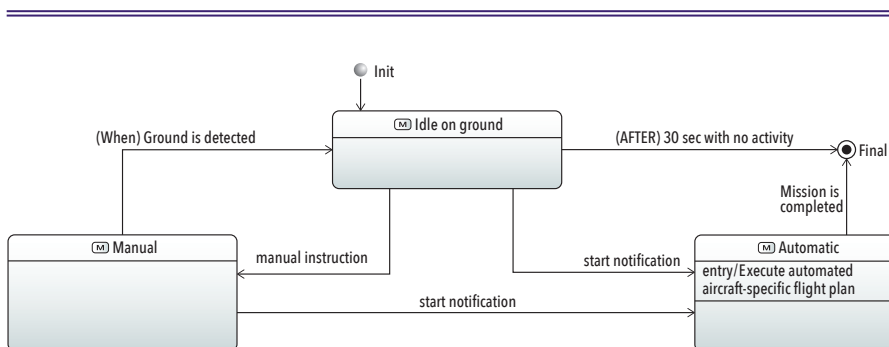 Init
M Idle on ground
(When) Ground is detected
(AFTER) 30 sec with no activity
Final
Mission is
completed
M Manual
manual instruction
start notification
M Automatic
entry/Execute automated
aircraft-specific flight plan
start notification